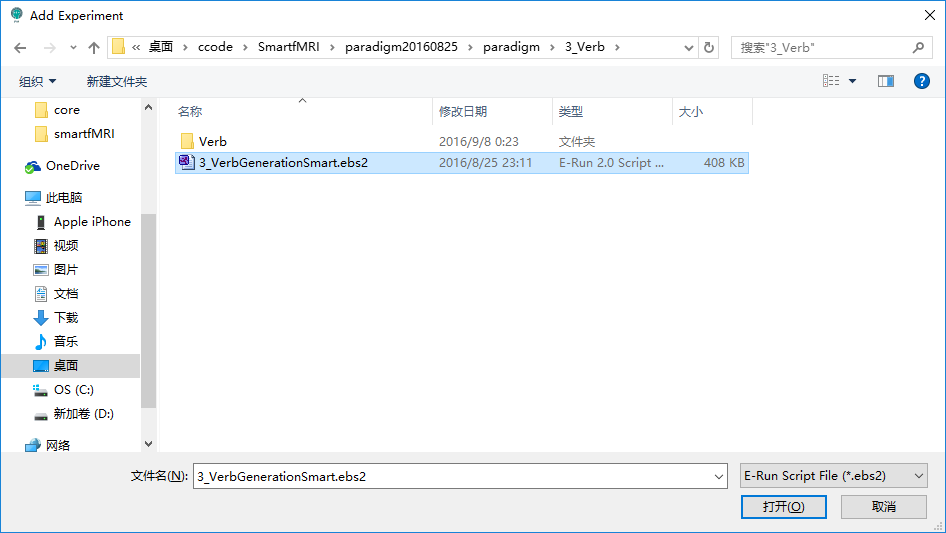 Add Experiment
« 桌面 › ccode › SmartfMRI › paradigm20160825 › paradigm › 3_Verb ›
搜索"3_Verb"
组织 新建文件夹
名称 修改日期 类型 大小
core
smartfMRI
OneDrive
此电脑
Apple iPhone
视频
图片
文档
下载
音乐
桌面
OS (C:)
新加卷 (D:)
网络
Verb 2016/9/8 0:23 文件夹
3_VerbGenerationSmart.ebs2 2016/8/25 23:11 E-Run 2.0 Script ... 408 KB
文件名(N): 3_VerbGenerationSmart.ebs2 E-Run Script File (*.ebs2)
打开(O) 取消